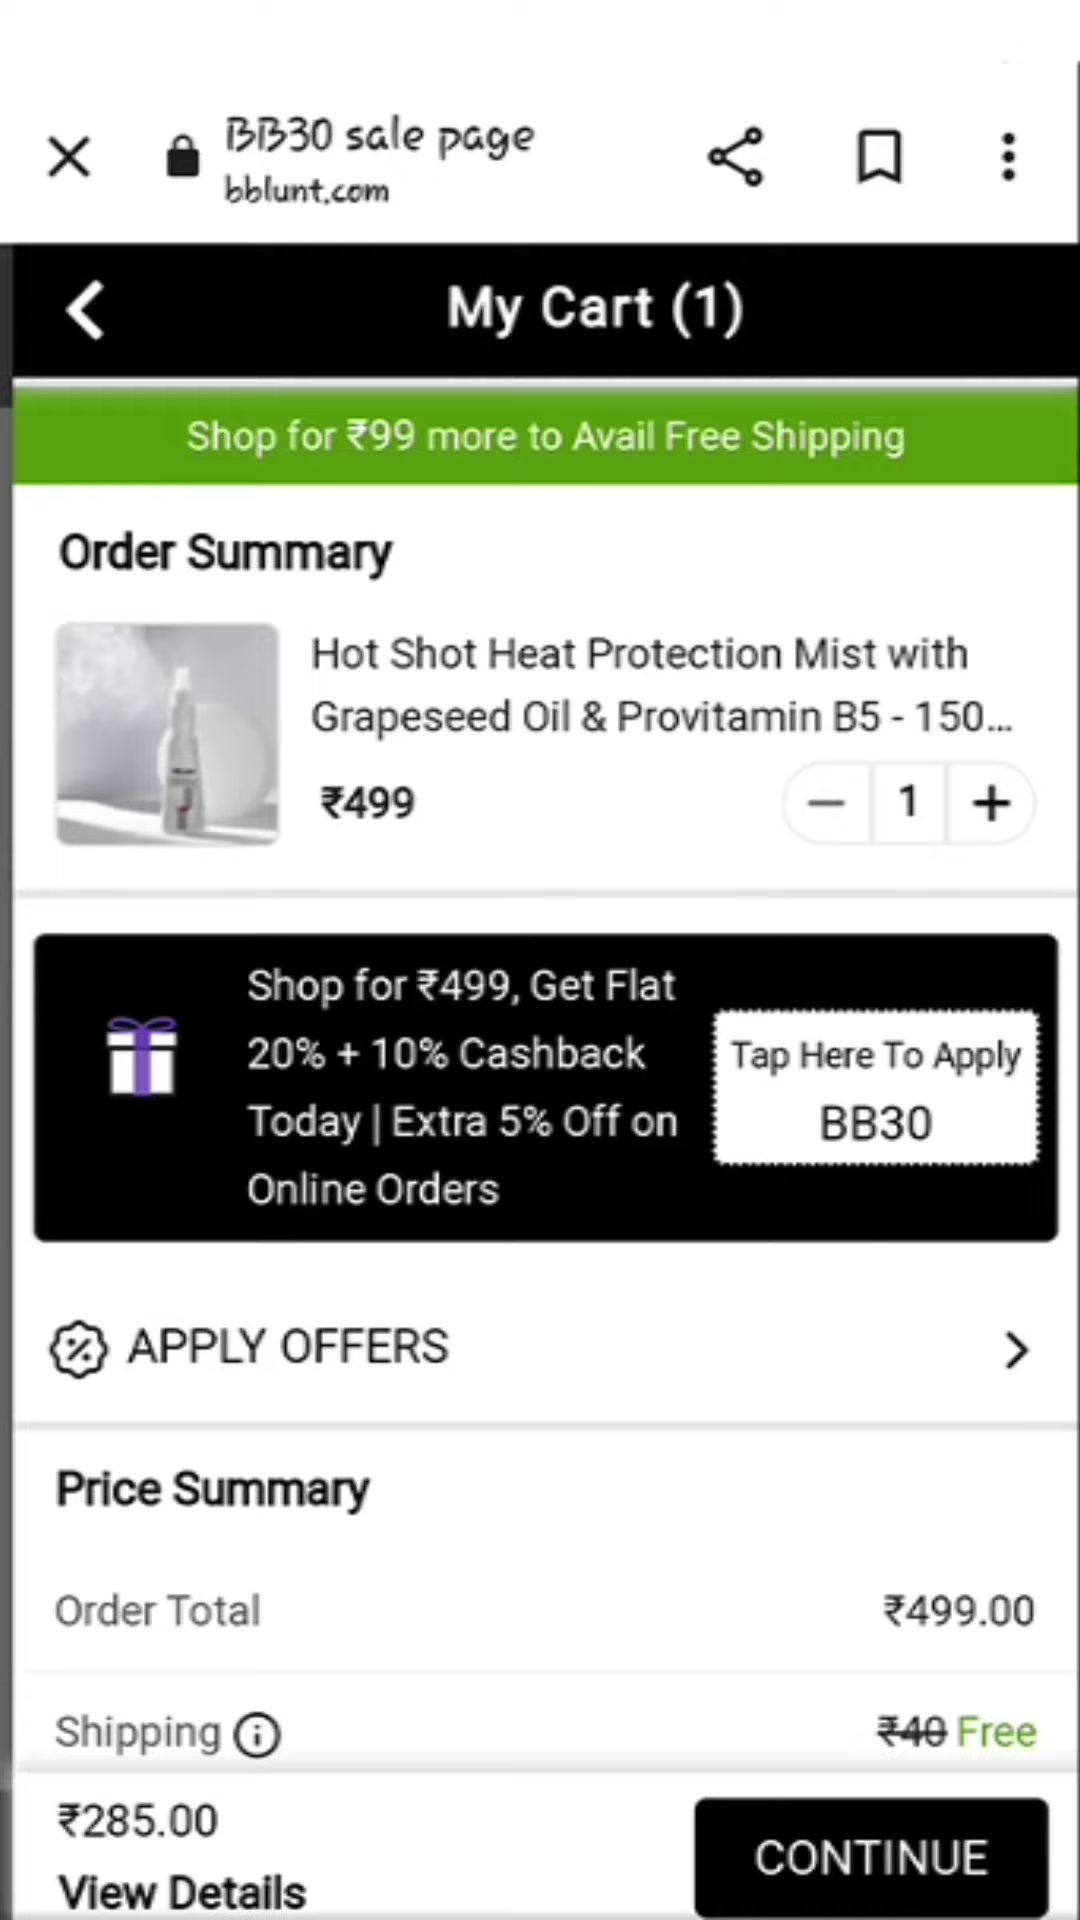 BB30 sale page
bblunt.com
My Cart (1)
Shop for ₹99 more to Avail Free Shipping
Order Summary
Hot Shot Heat Protection Mist with
Grapeseed Oil & Provitamin B5 - 150...
₹499
1
Shop for ₹499, Get Flat
20% + 10% Cashback
Today | Extra 5% Off on
Online Orders
Tap Here To Apply
BB30
APPLY OFFERS
Price Summary
Order Total ₹499.00
Shipping ₹40 Free
₹285.00
View Details
CONTINUE